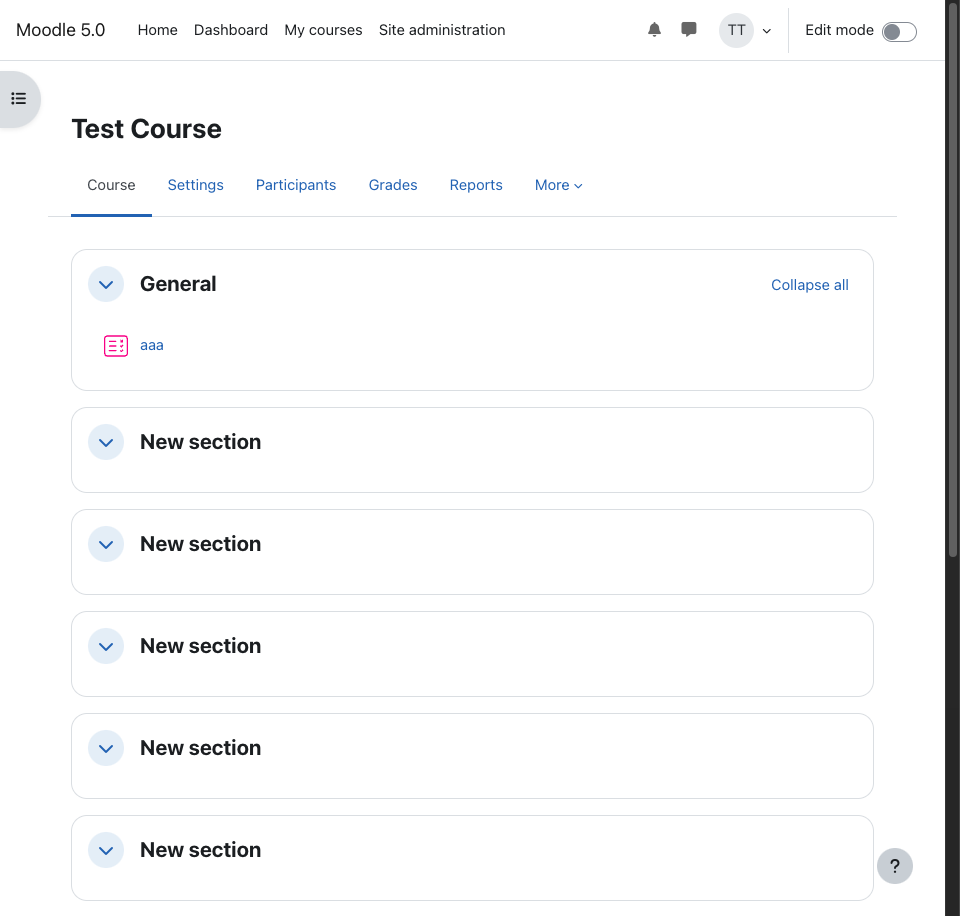 Moodle 5.0 Home Dashboard My courses Site administration TT Edit mode
Test Course
Course Settings Participants Grades Reports More
General Collapse all
aaa
New section
New section
New section
New section
New section
?